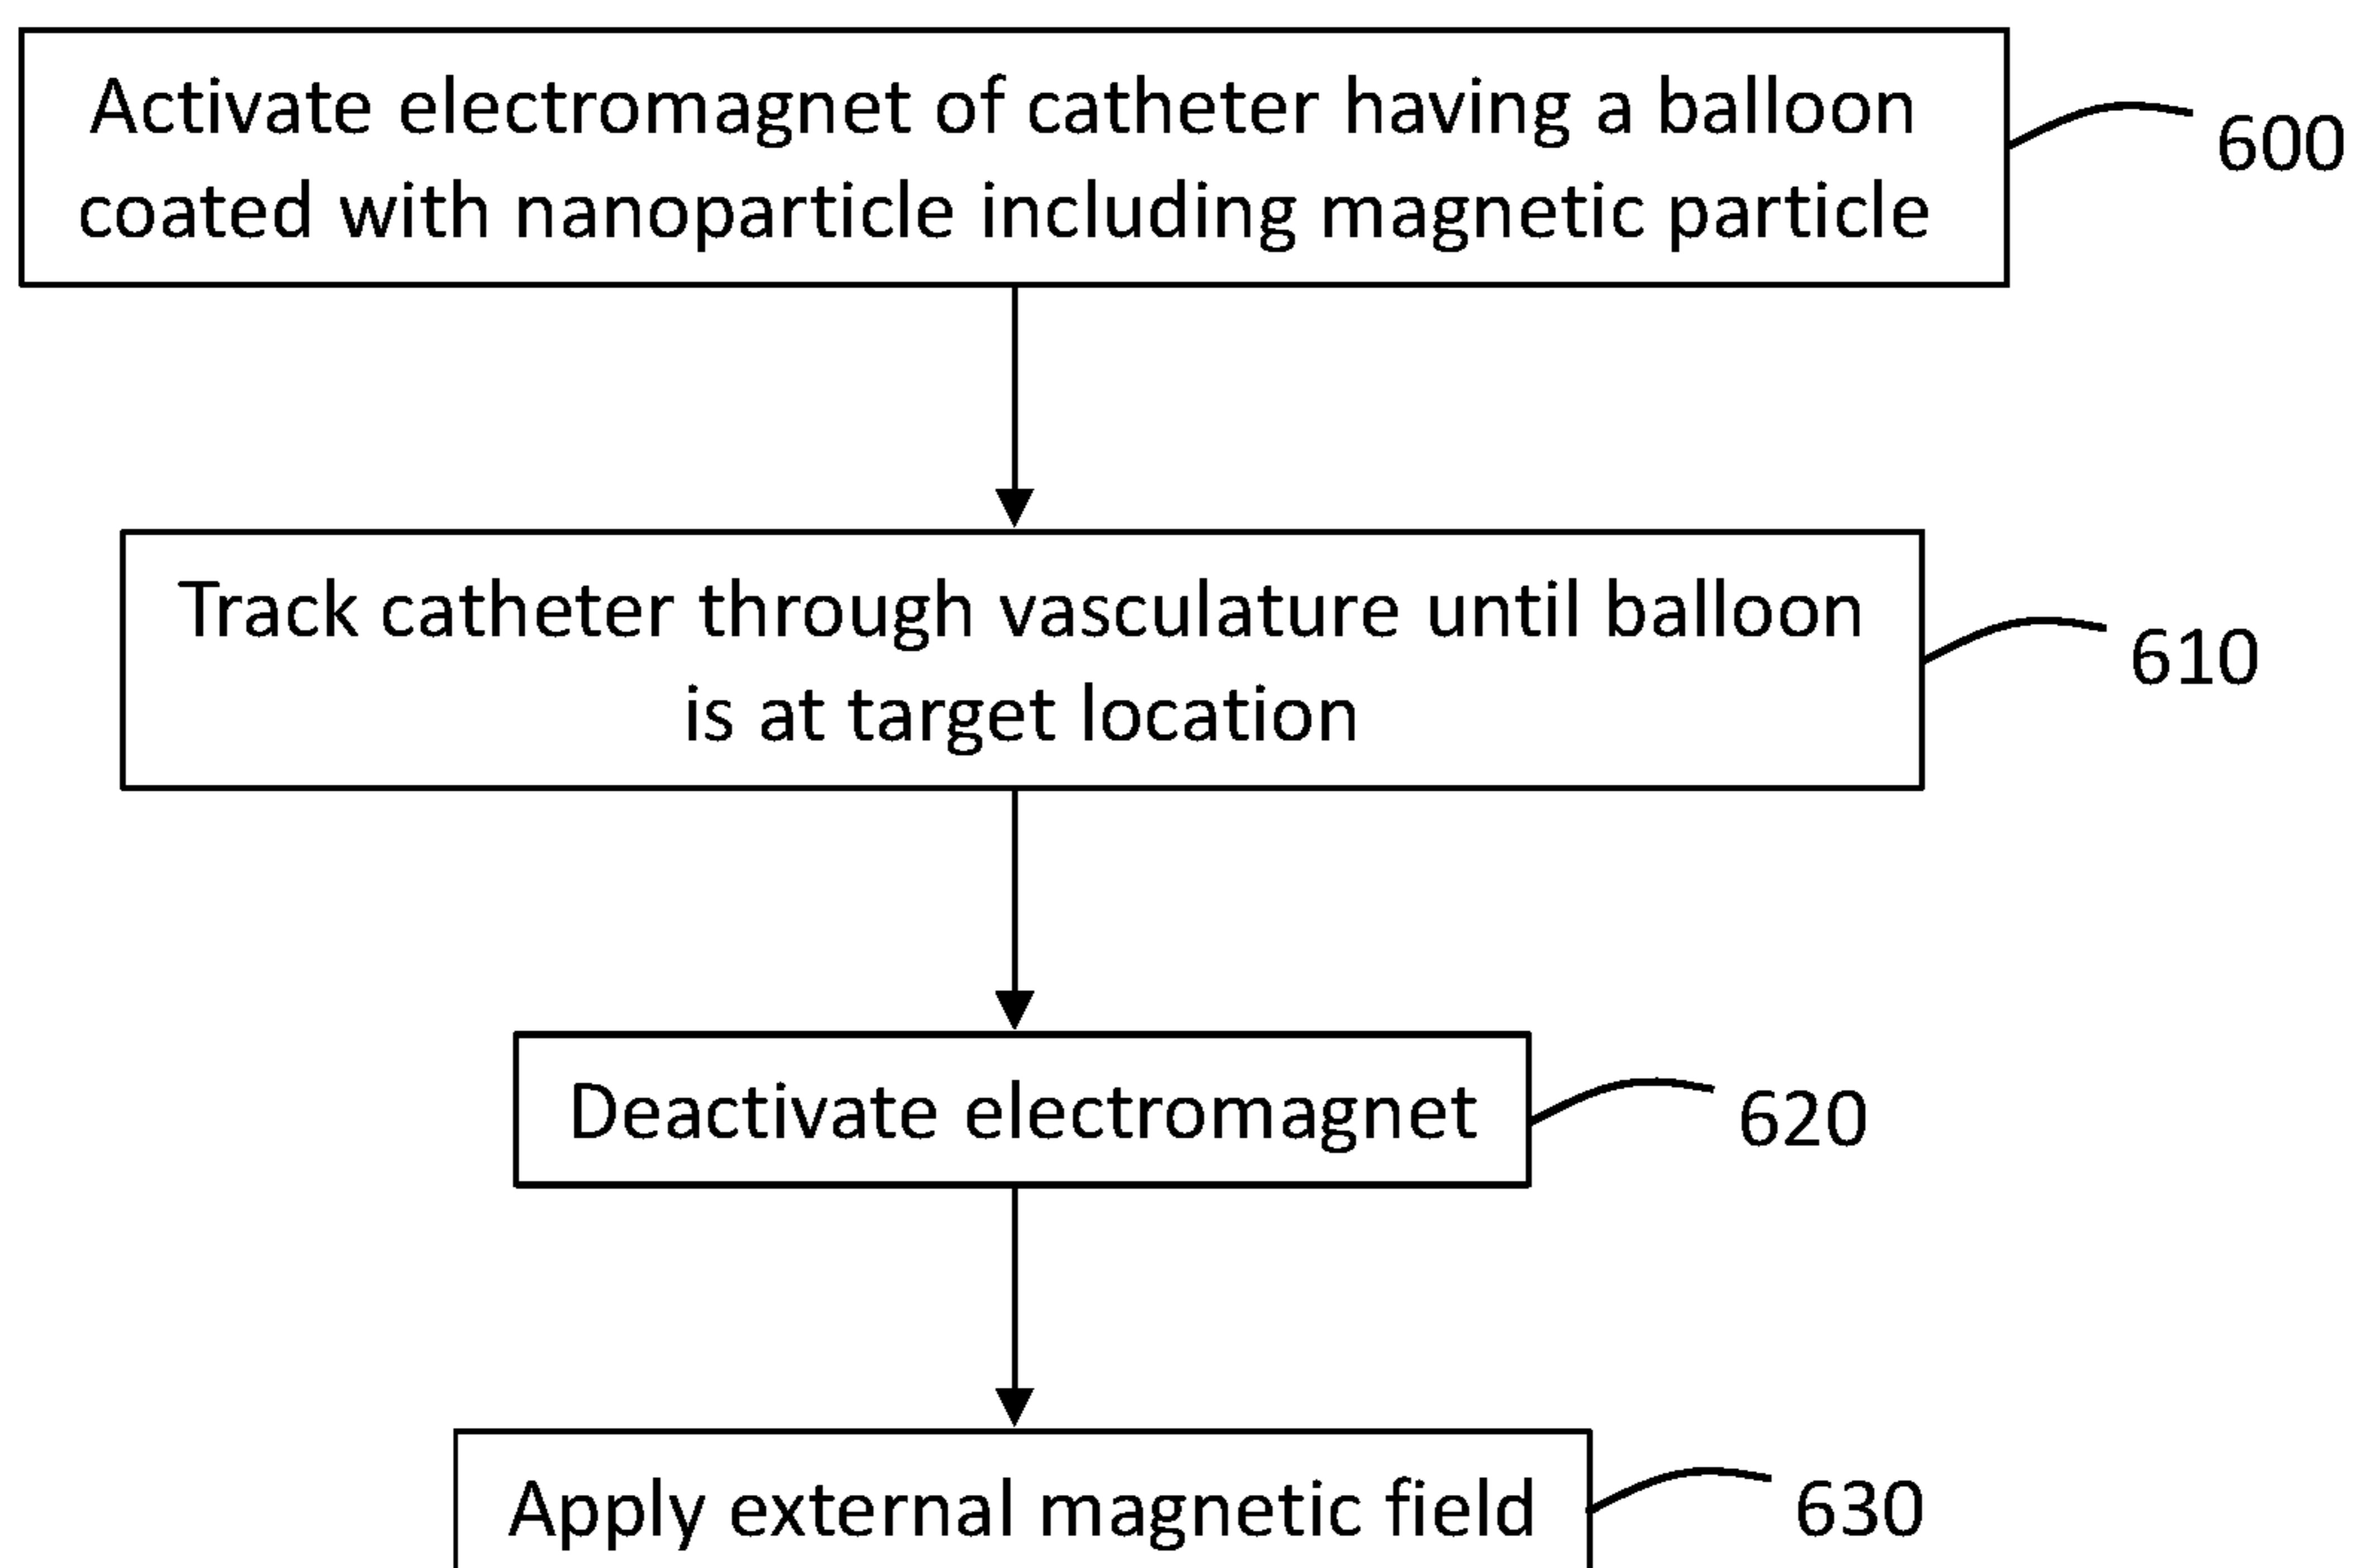 Activate electromagnet of catheter having a balloon
coated with nanoparticle including magnetic particle
600
Track catheter through vasculature until balloon
is at target location
610
Deactivate electromagnet
620
Apply external magnetic field
630